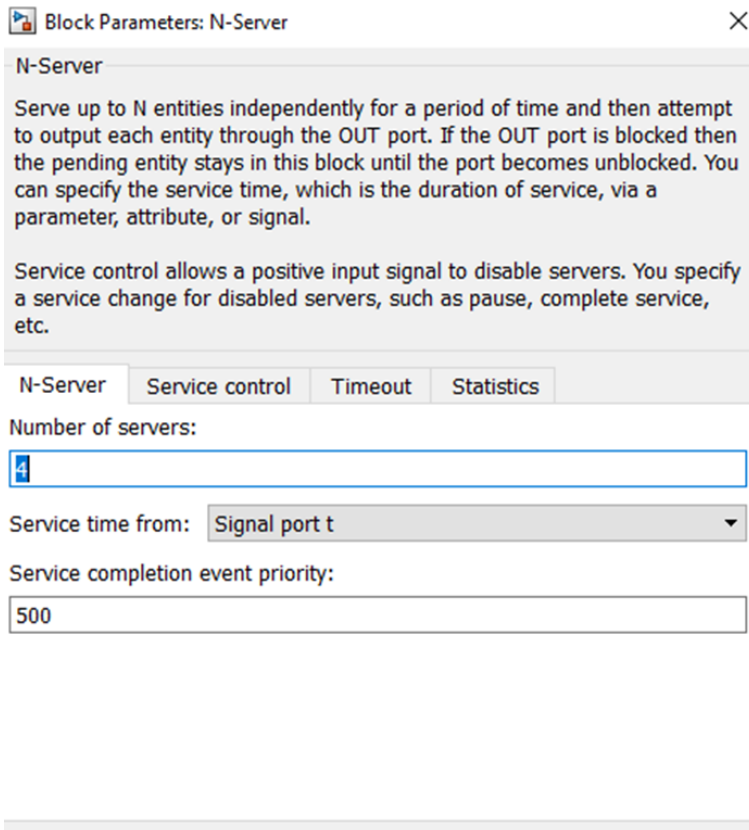 Block Parameters: N-Server
N-Server
Serve up to N entities independently for a period of time and then attempt
to output each entity through the OUT port. If the OUT port is blocked then
the pending entity stays in this block until the port becomes unblocked. You
can specify the service time, which is the duration of service, via a
parameter, attribute, or signal.
Service control allows a positive input signal to disable servers. You specify
a service change for disabled servers, such as pause, complete service,
etc.
N-Server Service control Timeout Statistics
Number of servers:
4
Service time from: Signal port t
Service completion event priority:
500